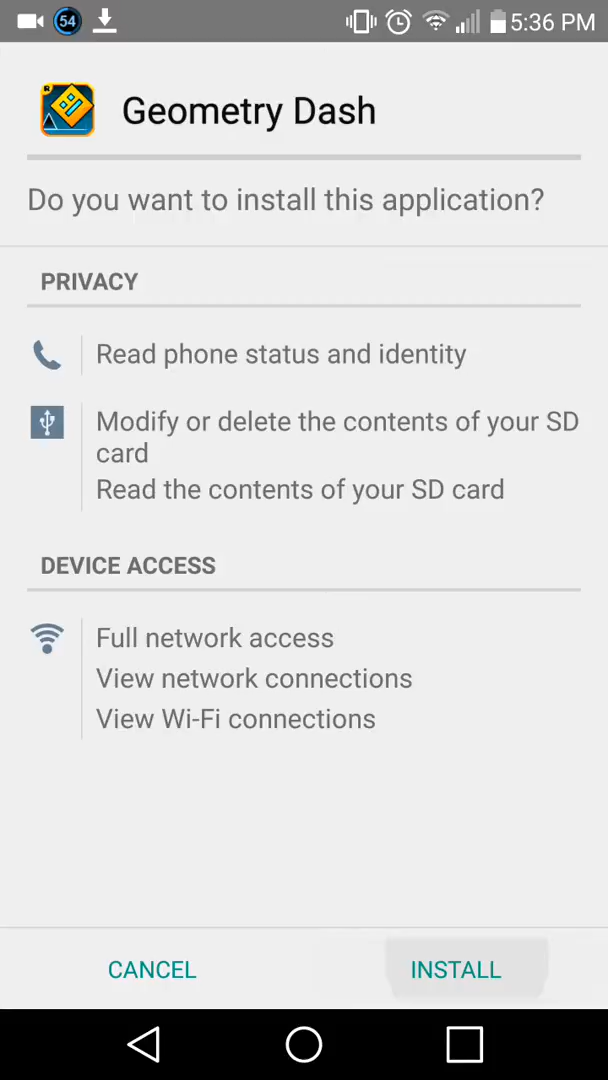 54
5:36 PM
Geometry Dash
Do you want to install this application?
PRIVACY
Read phone status and identity
Modify or delete the contents of your SD
card
Read the contents of your SD card
DEVICE ACCESS
Full network access
View network connections
View Wi-Fi connections
CANCEL
INSTALL